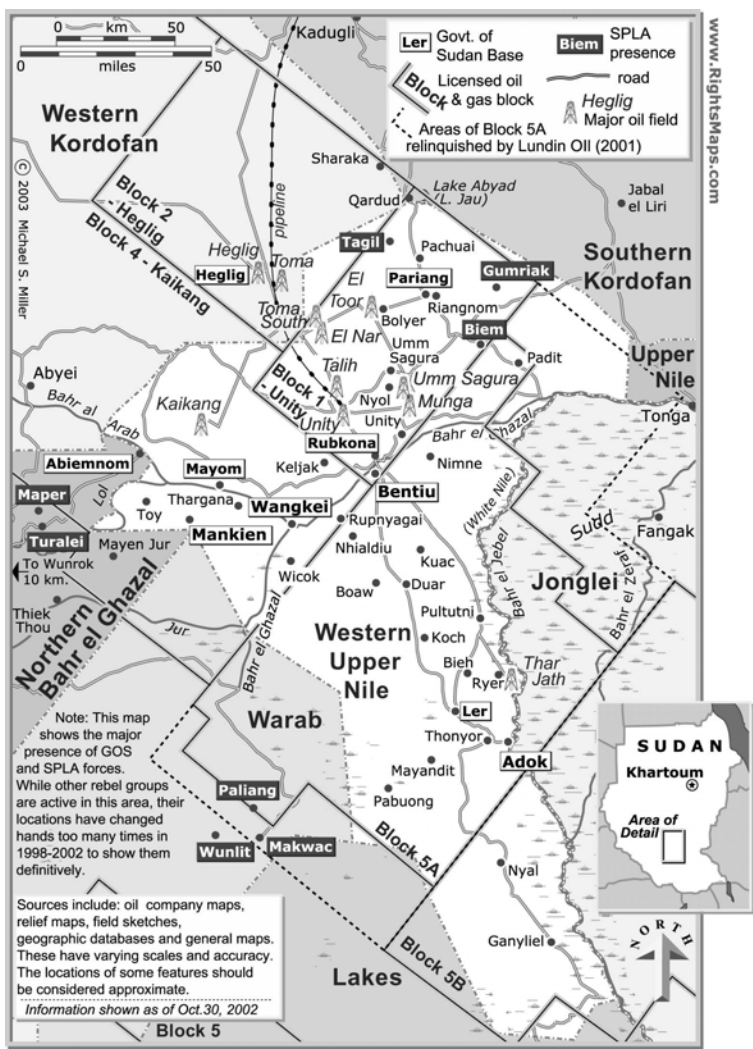 0 km 50
0 miles 50
Kadugli
Ler Govt. of
Sudan Base
Biem SPLA
presence
Block Licensed oil
& gas block
road
Heglig
Major oil field
Areas of Block 5A
relinquished by Lundin OIl (2001)
www.RightsMaps.com
© 2003 Michael S. Miller
Western
Kordofan
Sharaka
Block 2
- Heglig
Block 4 - Kaikang
pipeline
Qardud
Lake Abyad
(L. Jau)
Jabal
el Liri
Tagil
Pachuai
Southern
Kordofan
Heglig
Toma
Heglig
Pariang
Gumriak
El
Toor
Riangnom
Toma
South
Bolyer
El Nar
Biem
Umm
Sagura
Padit
Upper
Nile
Abyei
Talih
Umm Sagura
Block 1
- Unity
Nyol
Munga
Kaikang
Unity
Unity
Tonga
Bahr al
Arab
Bahr el Ghazal
Rubkona
Abiemnom
Mayom
Keljak
Nimne
Maper
Lol
Thargana
Wangkei
Bentiu
(White Nile)
Toy
Mankien
Rupnyagai
Sudd
Fangak
Turalei
Mayen Jur
Nhialdiu
To Wunrok
10 km.
Kuac
Wicok
Bahr el Jebel
Jonglei
Bahr el Zeraf
Thiek
Thou
Boaw
Duar
Northern
Bahr el Ghazal
Jur
Bahr el Ghazal
Pultutni
Western
Upper
Nile
Koch
Bieh
Ryer
Thar
Jath
Note: This map
shows the major
presence of GOS
and SPLA forces.
While other rebel groups
are active in this area, their
locations have changed
hands too many times in
1998-2002 to show them
definitively.
Warab
Ler
Thonyor
Adok
SUDAN
Khartoum
Area of
Detail
Mayandit
Paliang
Pabuong
Wunlit
Makwac
Block 5A
Nyal
Sources include: oil company maps,
relief maps, field sketches,
geographic databases and general maps.
These have varying scales and accuracy.
The locations of some features should
be considered approximate.
Information shown as of Oct.30, 2002
Ganyliel
NORTH
Lakes
Block 5B
Block 5